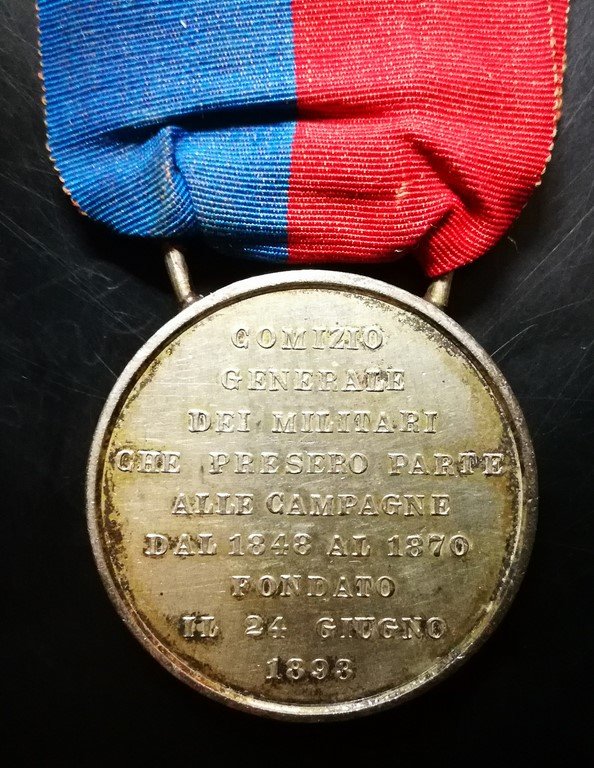 COMIZIO
GENERALE
DEI MILITARI
CHE PRESERO PARTE
ALLE CAMPAGNE
DAL 1848 AL 1870
FONDATO
IL 24 GIUGNO
1893